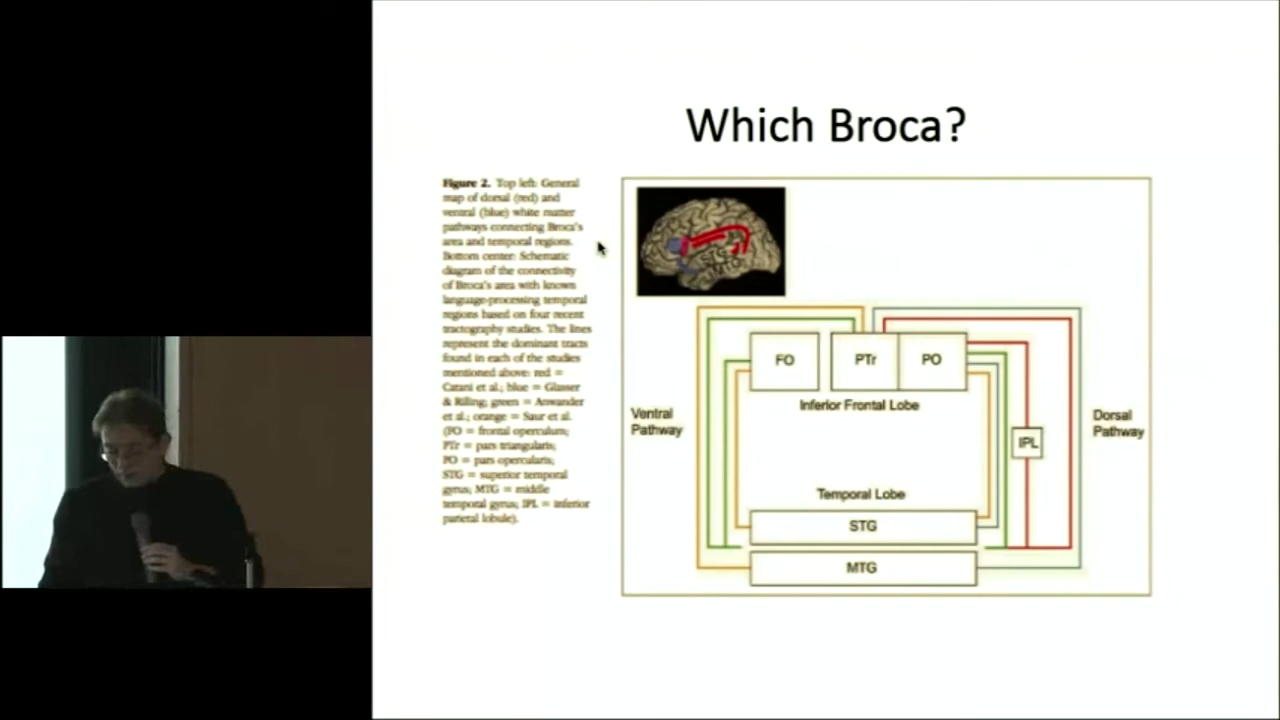 Which Broca?
Figure 2. Top left: General
map of dorsal (red) and
ventral (blue) white matter
pathways connecting Broca's
area and temporal regions.
Bottom center: Schematic
diagram of the connectivity
of Broca's area with known
language-processing temporal
regions based on four recent
tractography studies. The lines
represent the dominant tracts
found in each of the studies
mentioned above: red =
Catani et al.; blue = Glasser
& Rilling; green = Anwander
et al.; orange = Saur et al.
(FO = frontal operculum;
PTr = pars triangularis;
PO = pars opercularis;
STG = superior temporal
gyrus; MTG = middle
temporal gyrus; IPL = inferior
parietal lobule).
FO
PTr
PO
Inferior Frontal Lobe
Ventral
Pathway
Dorsal
Pathway
IPL
Temporal Lobe
STG
MTG